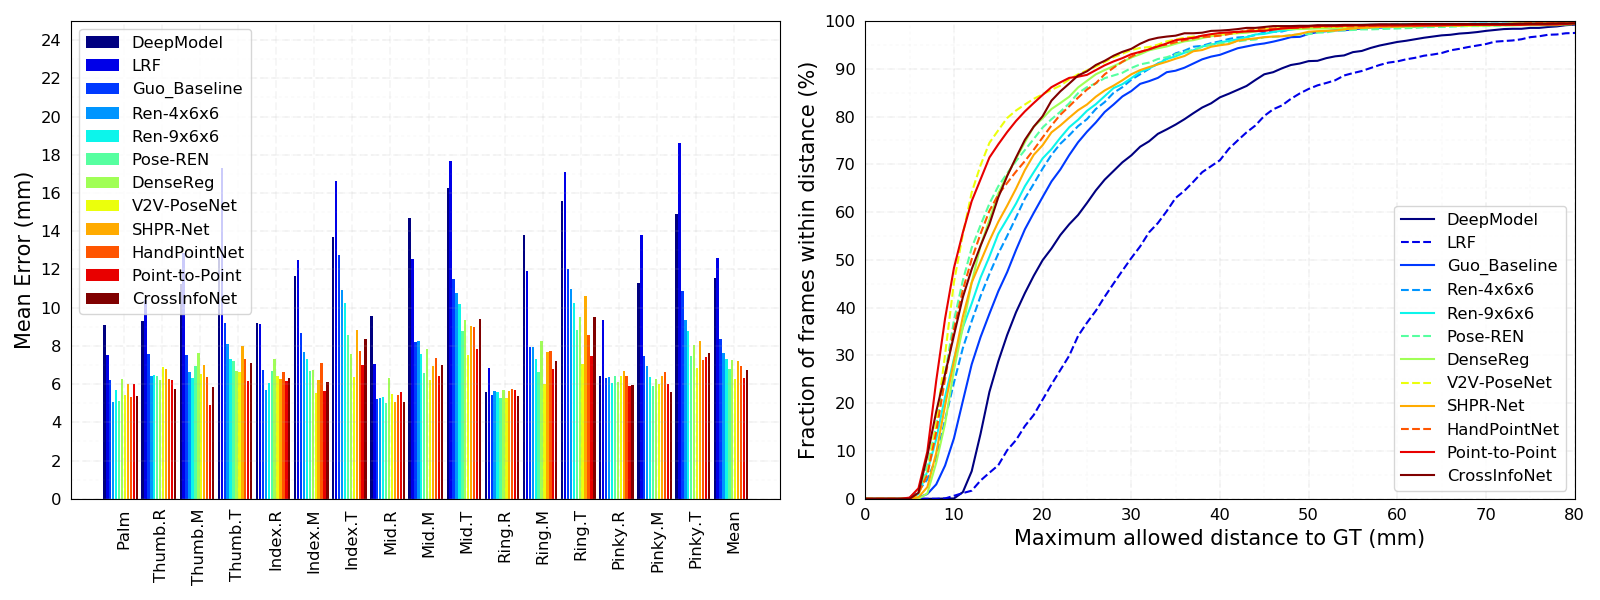 24
22
20
18
16
14
12
10
8
6
4
2
0
Mean Error (mm)
DeepModel
LRF
Guo_Baseline
Ren-4x6x6
Ren-9x6x6
Pose-REN
DenseReg
V2V-PoseNet
SHPR-Net
HandPointNet
Point-to-Point
CrossInfoNet
Palm
Thumb.R
Thumb.M
Thumb.T
Index.R
Index.M
Index.T
Mid.R
Mid.M
Mid.T
Ring.R
Ring.M
Ring.T
Pinky.R
Pinky.M
Pinky.T
Mean
100
90
80
70
60
50
40
30
20
10
0
Fraction of frames within distance (%)
DeepModel
LRF
Guo_Baseline
Ren-4x6x6
Ren-9x6x6
Pose-REN
DenseReg
V2V-PoseNet
SHPR-Net
HandPointNet
Point-to-Point
CrossInfoNet
0 10 20 30 40 50 60 70 80
Maximum allowed distance to GT (mm)